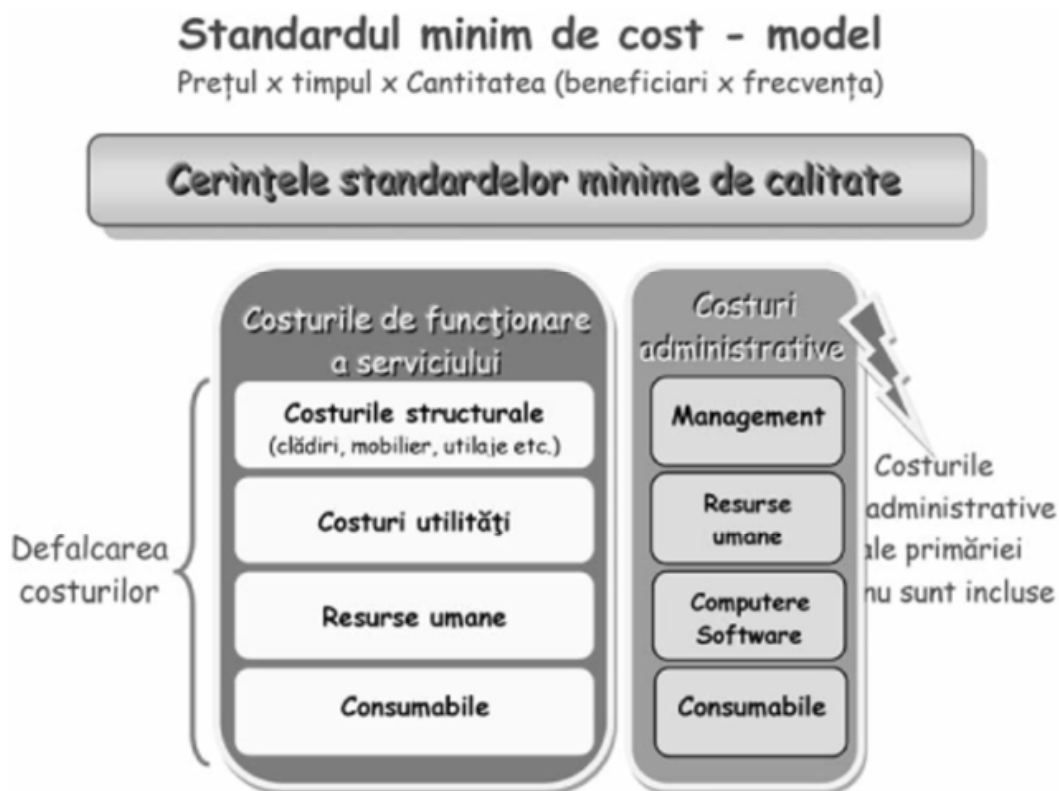 Standardul minim de cost - model
Prețul x timpul x Cantitatea (beneficiari x frecvența)
Cerințele standardelor minime de calitate
Costurile de funcţionare
a serviciului
Costurile structurale
(clădiri, mobilier, utilaje etc.)
Costuri utilităţi
Resurse umane
Consumabile
Defalcarea
costurilor
Costuri
administrative
Management
Resurse
umane
Computere
Software
Consumabile
Costurile
administrative
ale primăriei
nu sunt incluse